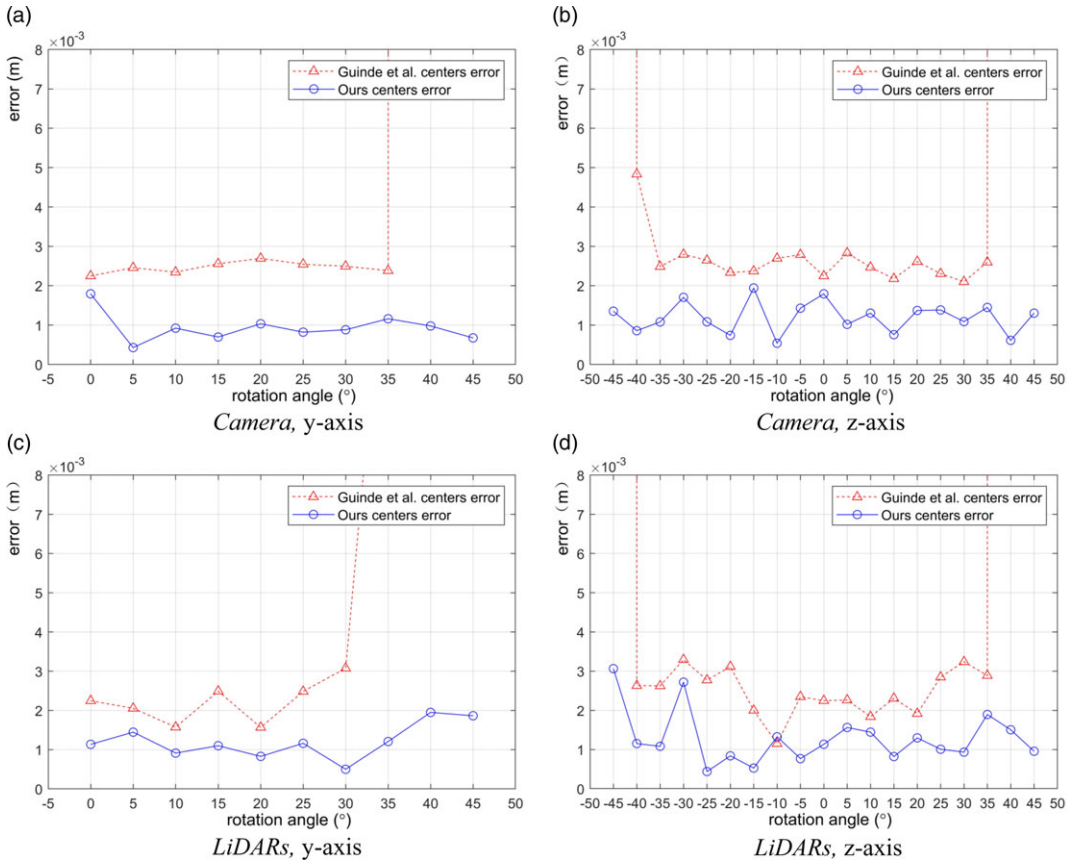 (a)
×10⁻³
error (m)
8
7
6
5
4
3
2
1
0
Guinde et al. centers error
Ours centers error
-5 0 5 10 15 20 25 30 35 40 45 50
rotation angle (°)
Camera, y-axis
(b)
×10⁻³
error（m）
8
7
6
5
4
3
2
1
0
Guinde et al. centers error
Ours centers error
-50 -45 -40 -35 -30 -25 -20 -15 -10 -5 0 5 10 15 20 25 30 35 40 45 50
rotation angle (°)
Camera, z-axis
(c)
×10⁻³
error（m）
8
7
6
5
4
3
2
1
0
Guinde et al. centers error
Ours centers error
-5 0 5 10 15 20 25 30 35 40 45 50
rotation angle (°)
LiDARs, y-axis
(d)
×10⁻³
error（m）
8
7
6
5
4
3
2
1
0
Guinde et al. centers error
Ours centers error
-50 -45 -40 -35 -30 -25 -20 -15 -10 -5 0 5 10 15 20 25 30 35 40 45 50
rotation angle (°)
LiDARs, z-axis